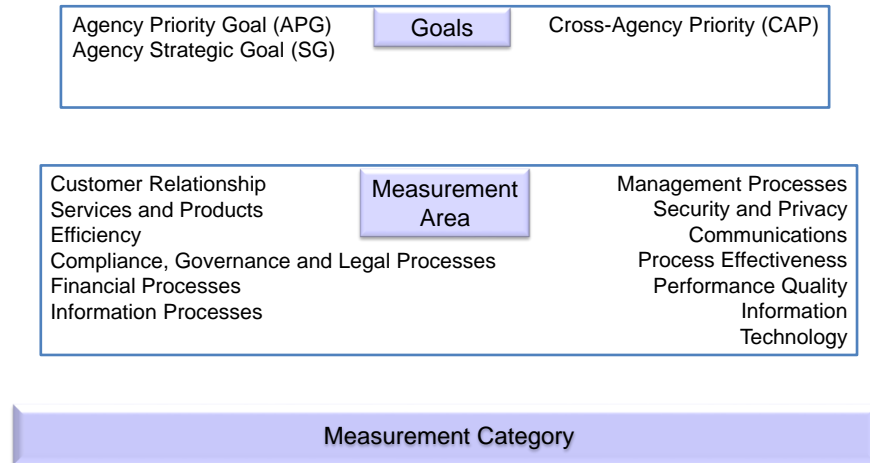 Agency Priority Goal (APG)
Agency Strategic Goal (SG)
Goals
Cross-Agency Priority (CAP)
Customer Relationship
Services and Products
Efficiency
Compliance, Governance and Legal Processes
Financial Processes
Information Processes
Measurement
Area
Management Processes
Security and Privacy
Communications
Process Effectiveness
Performance Quality
Information
Technology
Measurement Category